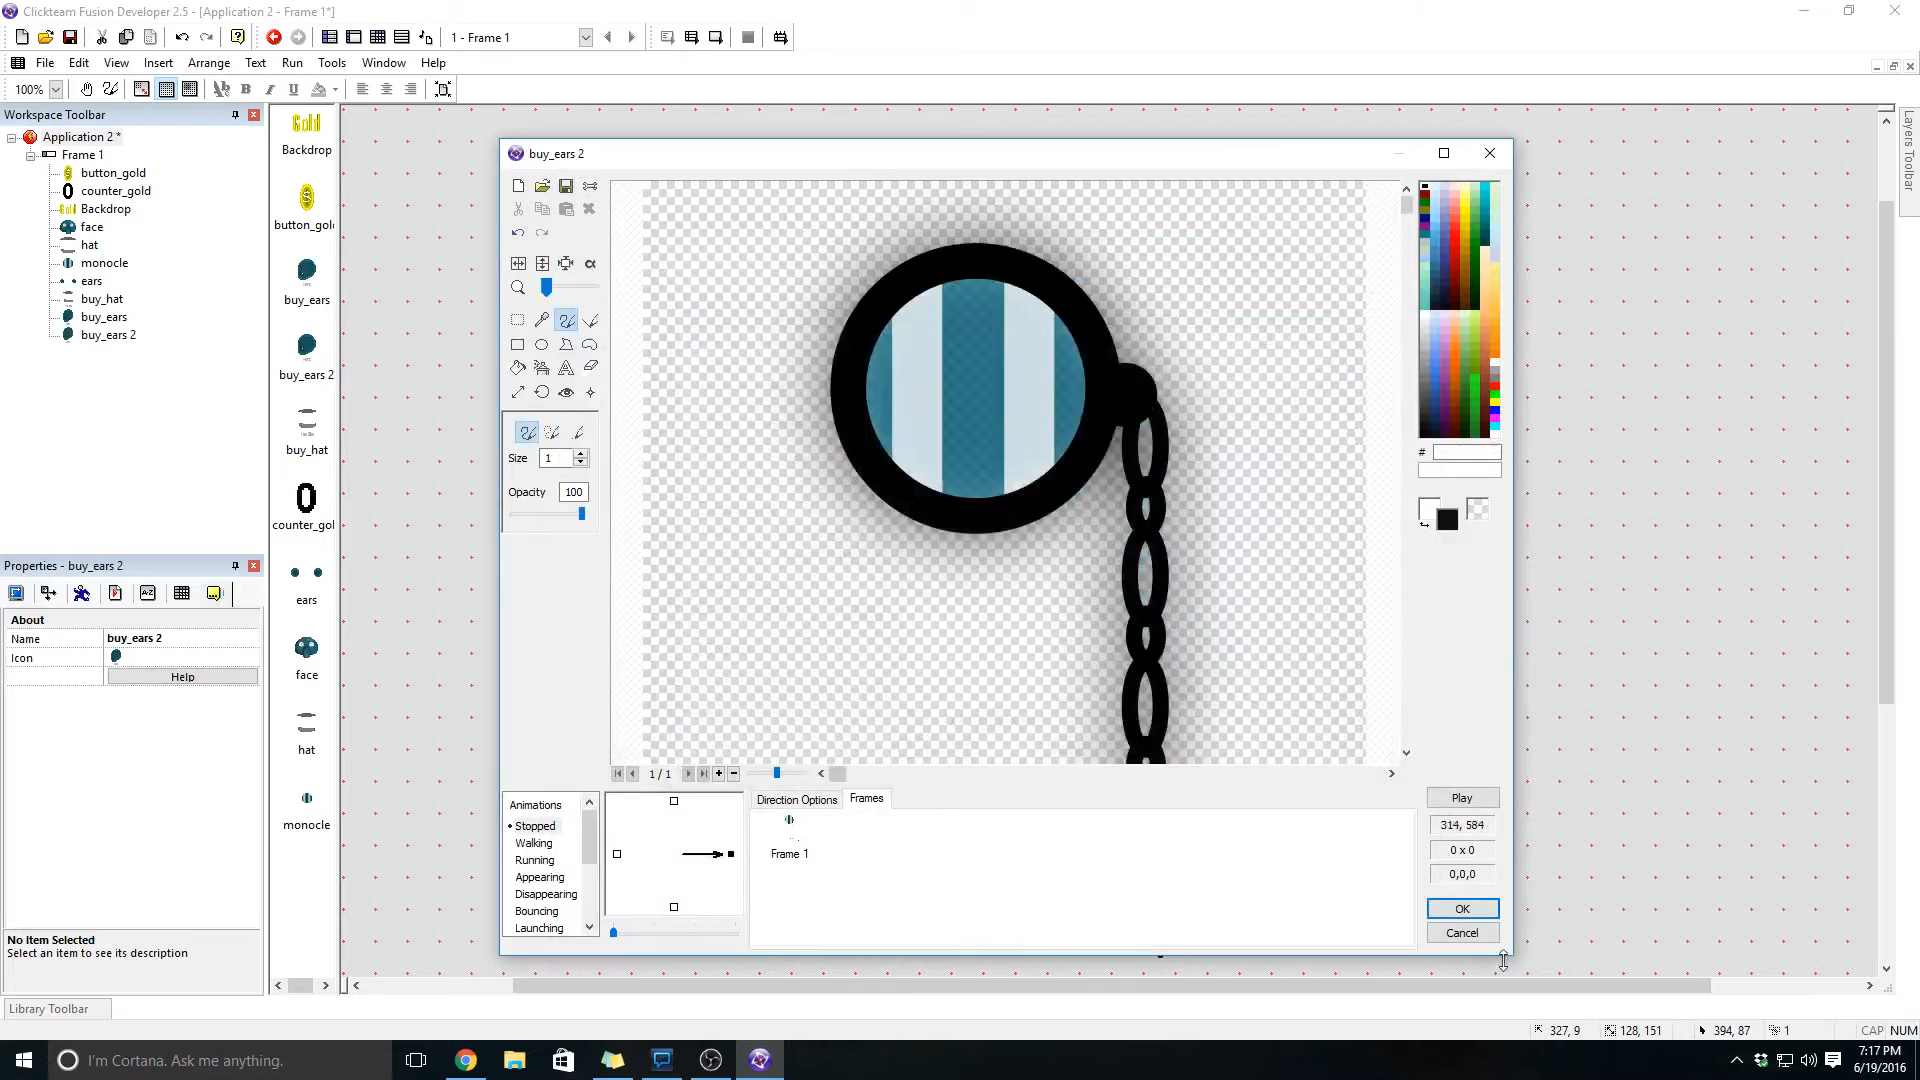 Clickteam Fusion Developer 2.5 - [Application 2 - Frame 1*]
1 - Frame 1
File Edit View Insert Arrange Text Run Tools Window Help
100%
Workspace Toolbar
Application 2 *
Frame 1
button_gold
counter_gold
Backdrop
face
hat
monocle
ears
buy_hat
buy_ears
buy_ears 2
Gold
Backdrop
button_gol
buy_ears
buy_ears 2
buy_hat
counter_gol
ears
face
hat
monocle
Properties - buy_ears 2
About
Name buy_ears 2
Icon
Help
No Item Selected
Select an item to see its description
Library Toolbar
Layers Toolbar
buy_ears 2
Size 1
Opacity 100
#
1 / 1
Animations
Stopped
Walking
Running
Appearing
Disappearing
Bouncing
Launching
Direction Options Frames
Frame 1
Play
314, 584
0 x 0
0,0,0
OK
Cancel
327, 9 128, 151 394, 87 1 CAP NUM
I'm Cortana. Ask me anything.
7:17 PM
6/19/2016